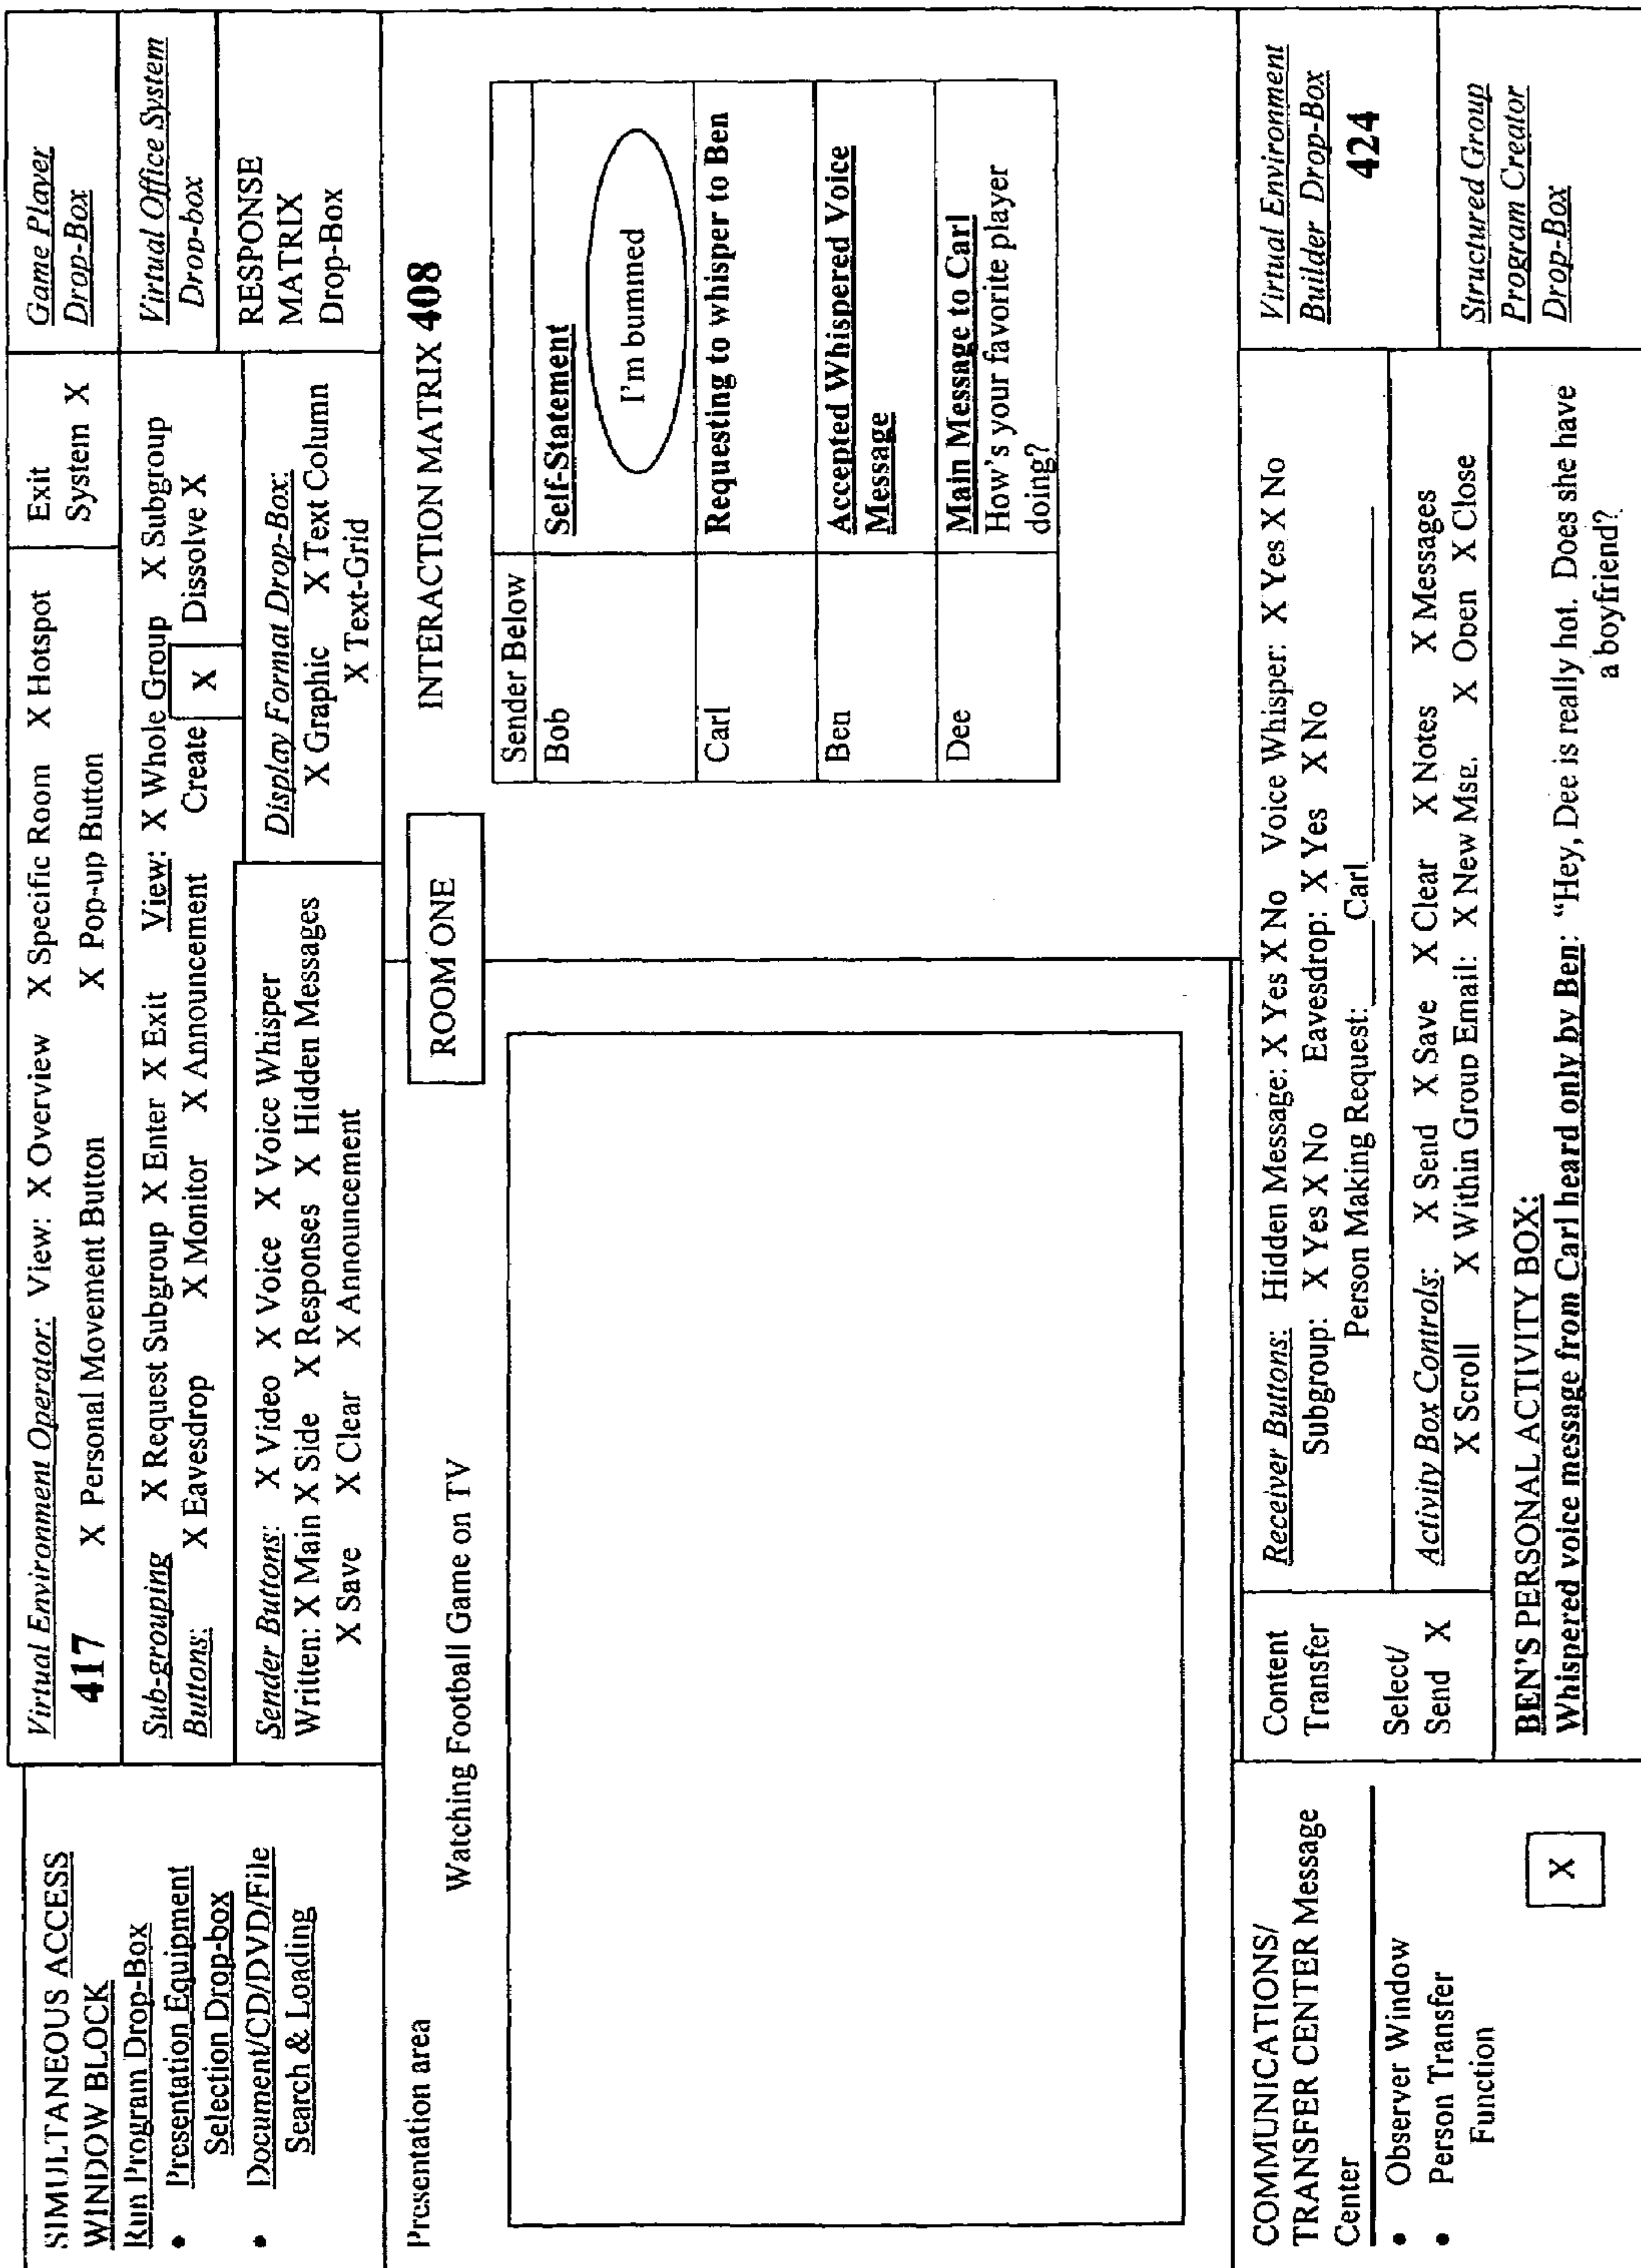 SIMULTANEOUS ACCESS
WINDOW BLOCK
Run Program Drop-Box
• Presentation Equipment
Selection Drop-box
• Document/CD/DVD/File
Search & Loading
Virtual Environment Operator: View: X Overview X Specific Room X Hotspot
417 X Personal Movement Button X Pop-up Button
Exit
System X
Game Player
Drop-Box
Sub-grouping X Request Subgroup X Enter X Exit View: X Whole Group X Subgroup
Buttons: X Eavesdrop X Monitor X Announcement Create X Dissolve X
Virtual Office System
Drop-box
Sender Buttons: X Video X Voice X Voice Whisper
Written: X Main X Side X Responses X Hidden Messages
X Save X Clear X Announcement
Display Format Drop-Box:
X Graphic X Text Column
X Text-Grid
RESPONSE
MATRIX
Drop-Box
Presentation area
Watching Football Game on TV
ROOM ONE
INTERACTION MATRIX 408
Sender Below
Bob
Self-Statement
I'm bummed
Carl
Requesting to whisper to Ben
Ben
Accepted Whispered Voice
Message
Dee
Main Message to Carl
How's your favorite player
doing?
COMMUNICATIONS/
TRANSFER CENTER Message
Center
• Observer Window
• Person Transfer
Function
X
Content
Transfer
Select/
Send X
Receiver Buttons: Hidden Message: X Yes X No Voice Whisper: X Yes X No
Subgroup: X Yes X No Eavesdrop: X Yes X No
Person Making Request: Carl
Activity Box Controls: X Send X Save X Clear X Notes X Messages
X Scroll X Within Group Email: X New Msg. X Open X Close
Virtual Environment
Builder Drop-Box
424
Structured Group
Program Creator
Drop-Box
BEN'S PERSONAL ACTIVITY BOX:
Whispered voice message from Carl heard only by Ben: "Hey, Dee is really hot. Does she have
a boyfriend?